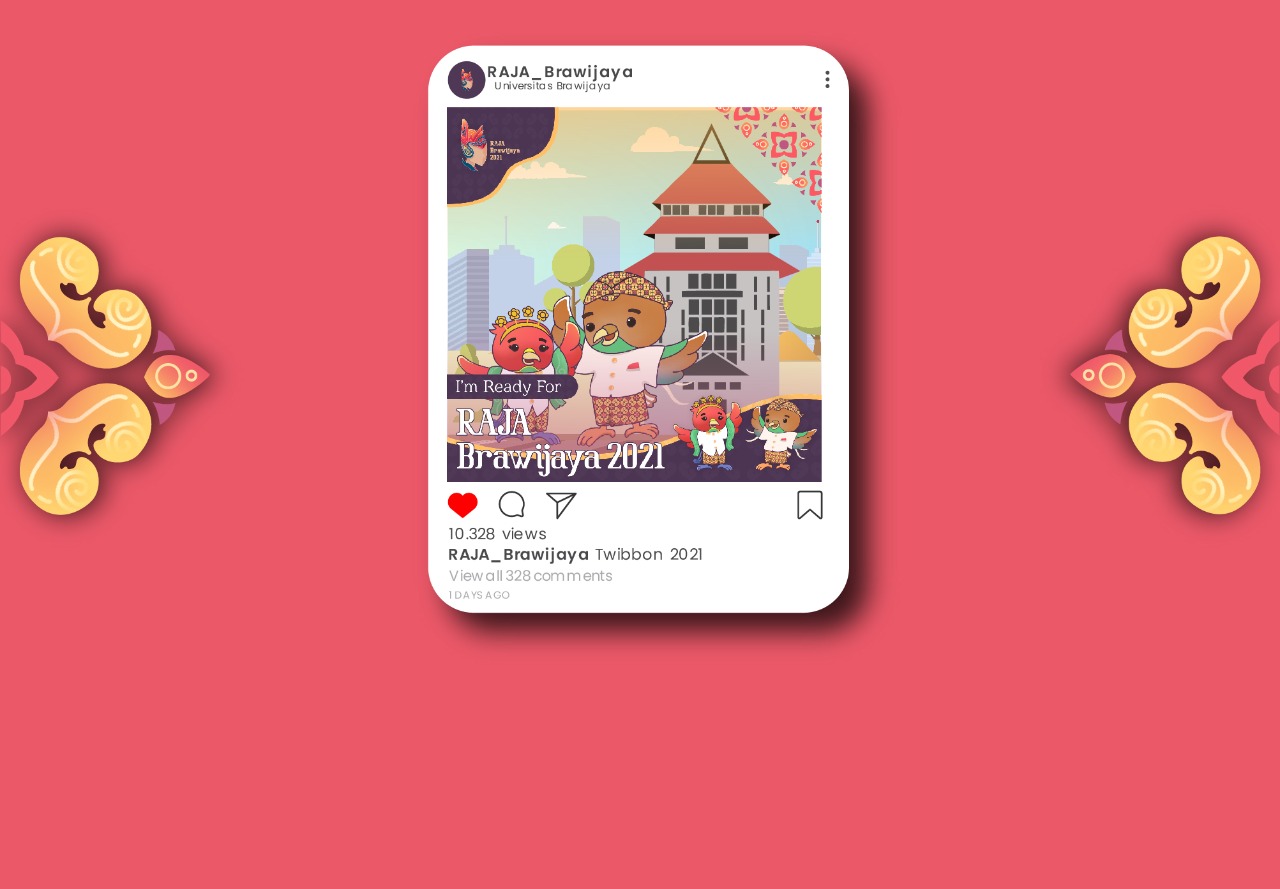 RAJA_Brawijaya
Universitas Brawijaya
RAJA
Brawijaya
2021
I'm Ready For
RAJA
Brawijaya 2021
10.328 views
RAJA_Brawijaya Twibbon 2021
View all 328 comments
1 DAYS AGO